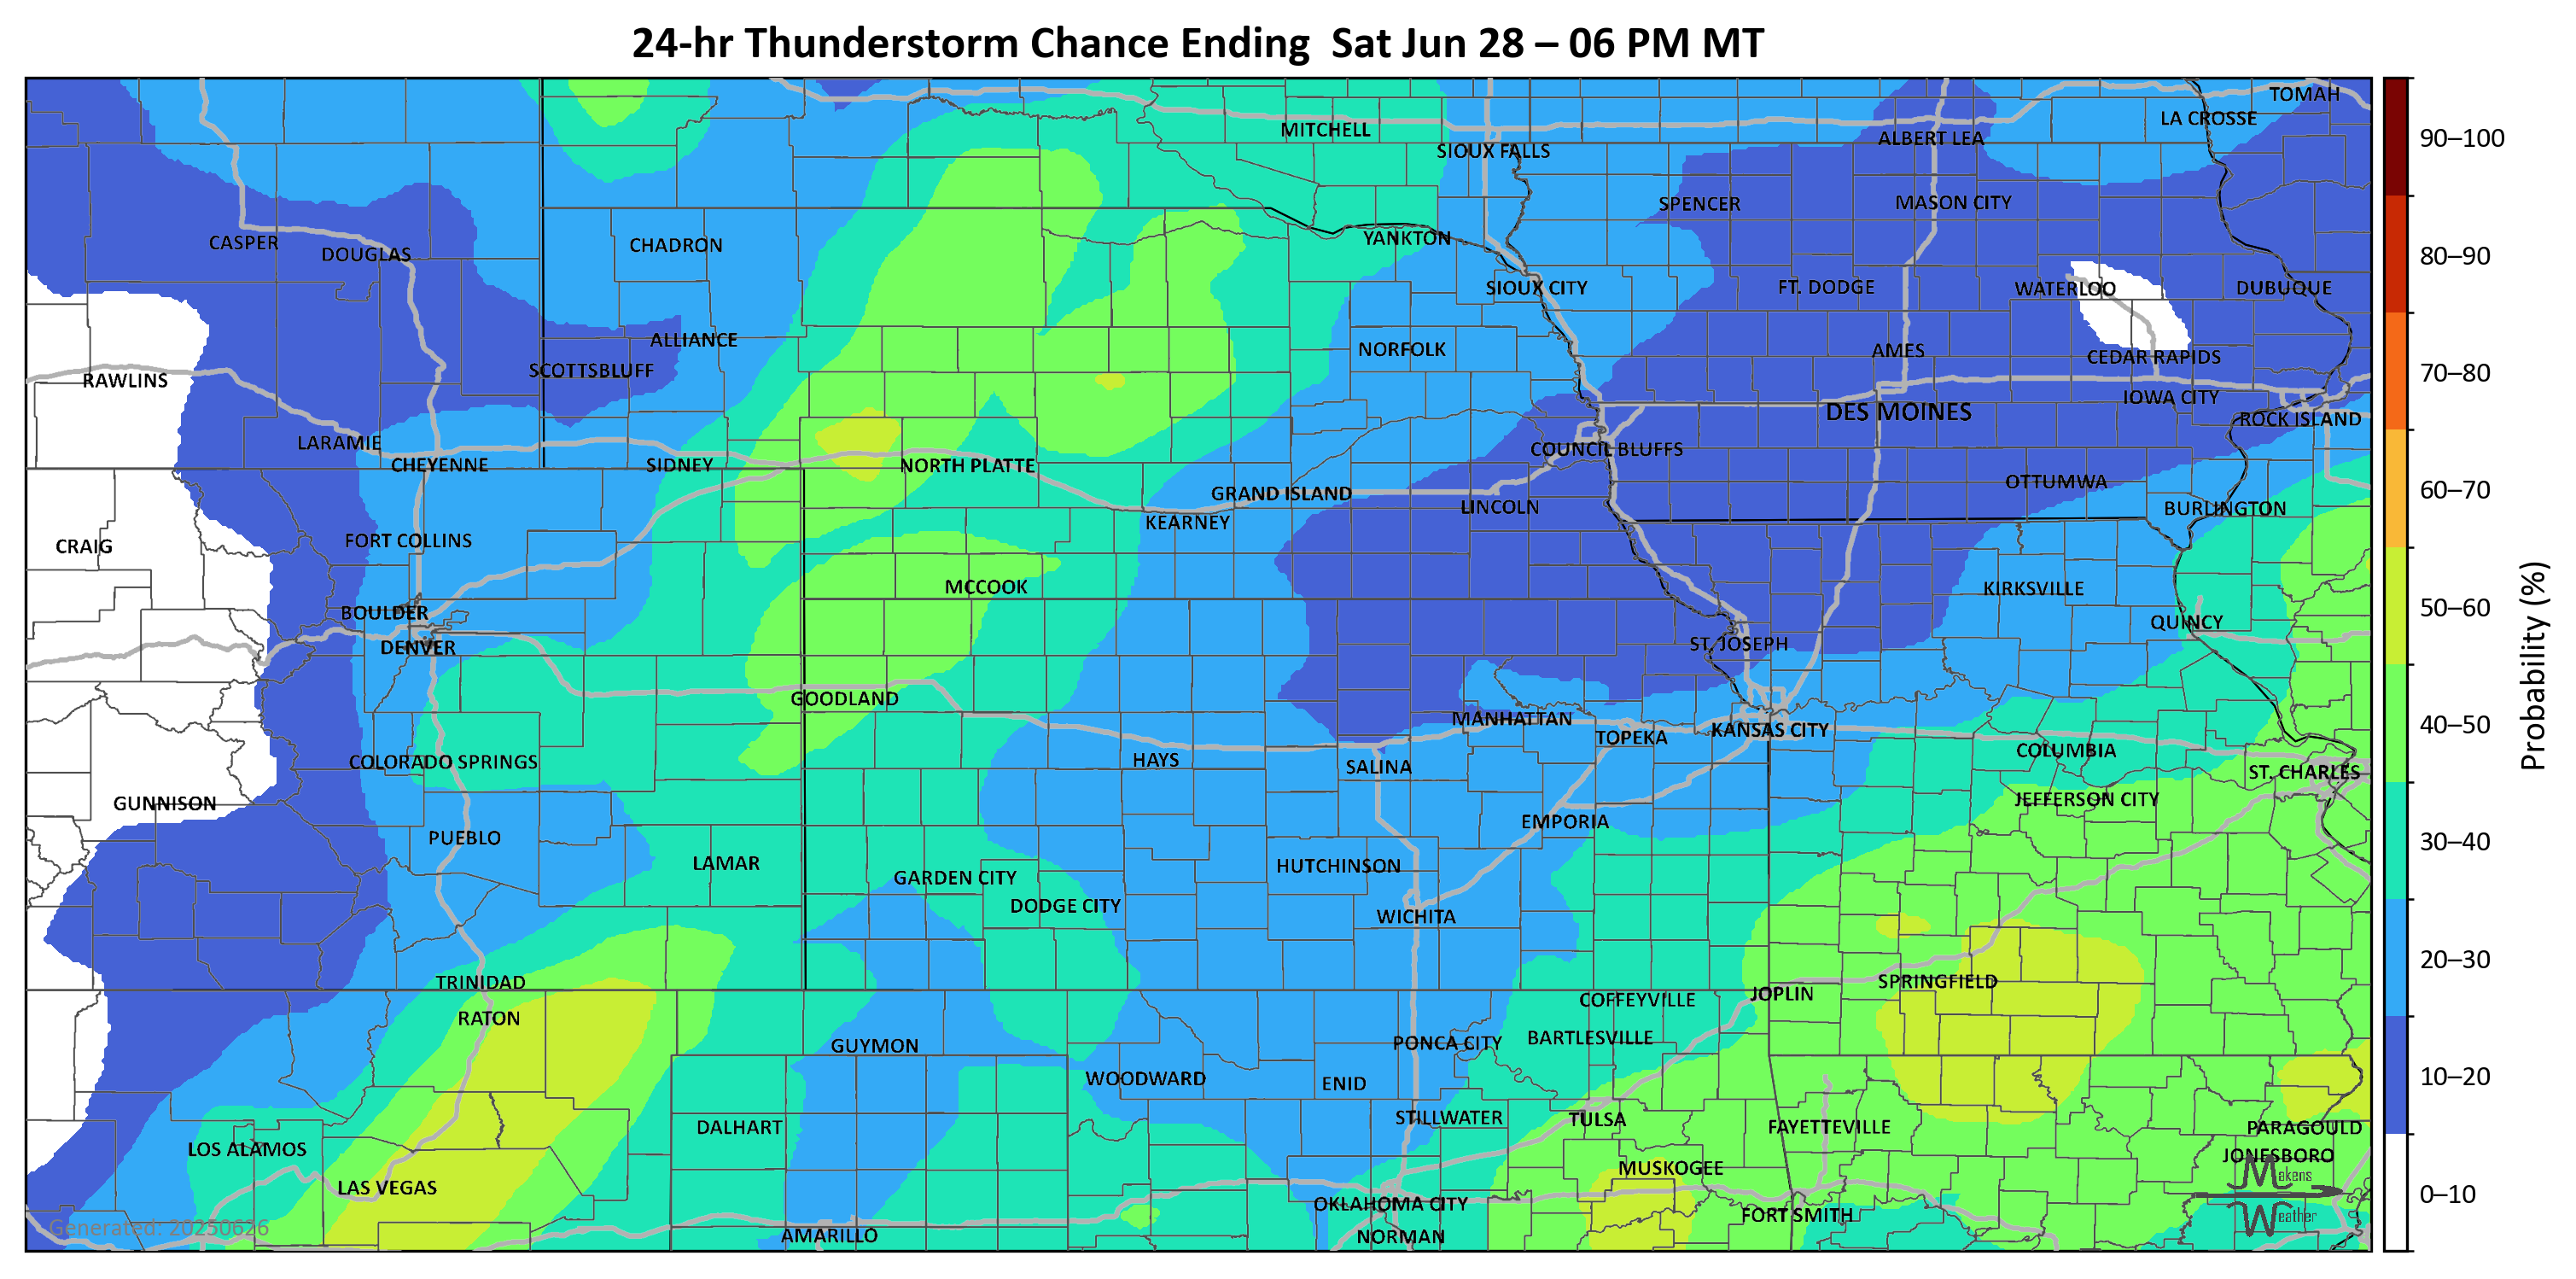 24-hr Thunderstorm Chance Ending  Sat Jun 28 – 06 PM MT
TOMAH
LA CROSSE
MITCHELL
ALBERT LEA
90–100
SIOUX FALLS
SPENCER
MASON CITY
CASPER
DOUGLAS
CHADRON
YANKTON
80–90
SIOUX CITY
FT. DODGE
WATERLOO
DUBUQUE
ALLIANCE
NORFOLK
AMES
CEDAR RAPIDS
RAWLINS
SCOTTSBLUFF
70–80
IOWA CITY
DES MOINES
ROCK ISLAND
LARAMIE
COUNCIL BLUFFS
CHEYENNE
SIDNEY
NORTH PLATTE
OTTUMWA
60–70
GRAND ISLAND
LINCOLN
BURLINGTON
KEARNEY
CRAIG
FORT COLLINS
MCCOOK
KIRKSVILLE
BOULDER
50–60
QUINCY
DENVER
ST. JOSEPH
Probability (%)
GOODLAND
MANHATTAN
40–50
TOPEKA
KANSAS CITY
COLUMBIA
COLORADO SPRINGS
HAYS
SALINA
ST. CHARLES
GUNNISON
JEFFERSON CITY
EMPORIA
PUEBLO
30–40
LAMAR
HUTCHINSON
GARDEN CITY
DODGE CITY
WICHITA
20–30
TRINIDAD
SPRINGFIELD
COFFEYVILLE
JOPLIN
RATON
BARTLESVILLE
GUYMON
PONCA CITY
WOODWARD
ENID
10–20
STILLWATER
TULSA
DALHART
FAYETTEVILLE
PARAGOULD
LOS ALAMOS
JONESBORO
MUSKOGEE
Makens
LAS VEGAS
0–10
OKLAHOMA CITY
FORT SMITH
Weather
Generated: 20250626
AMARILLO
NORMAN